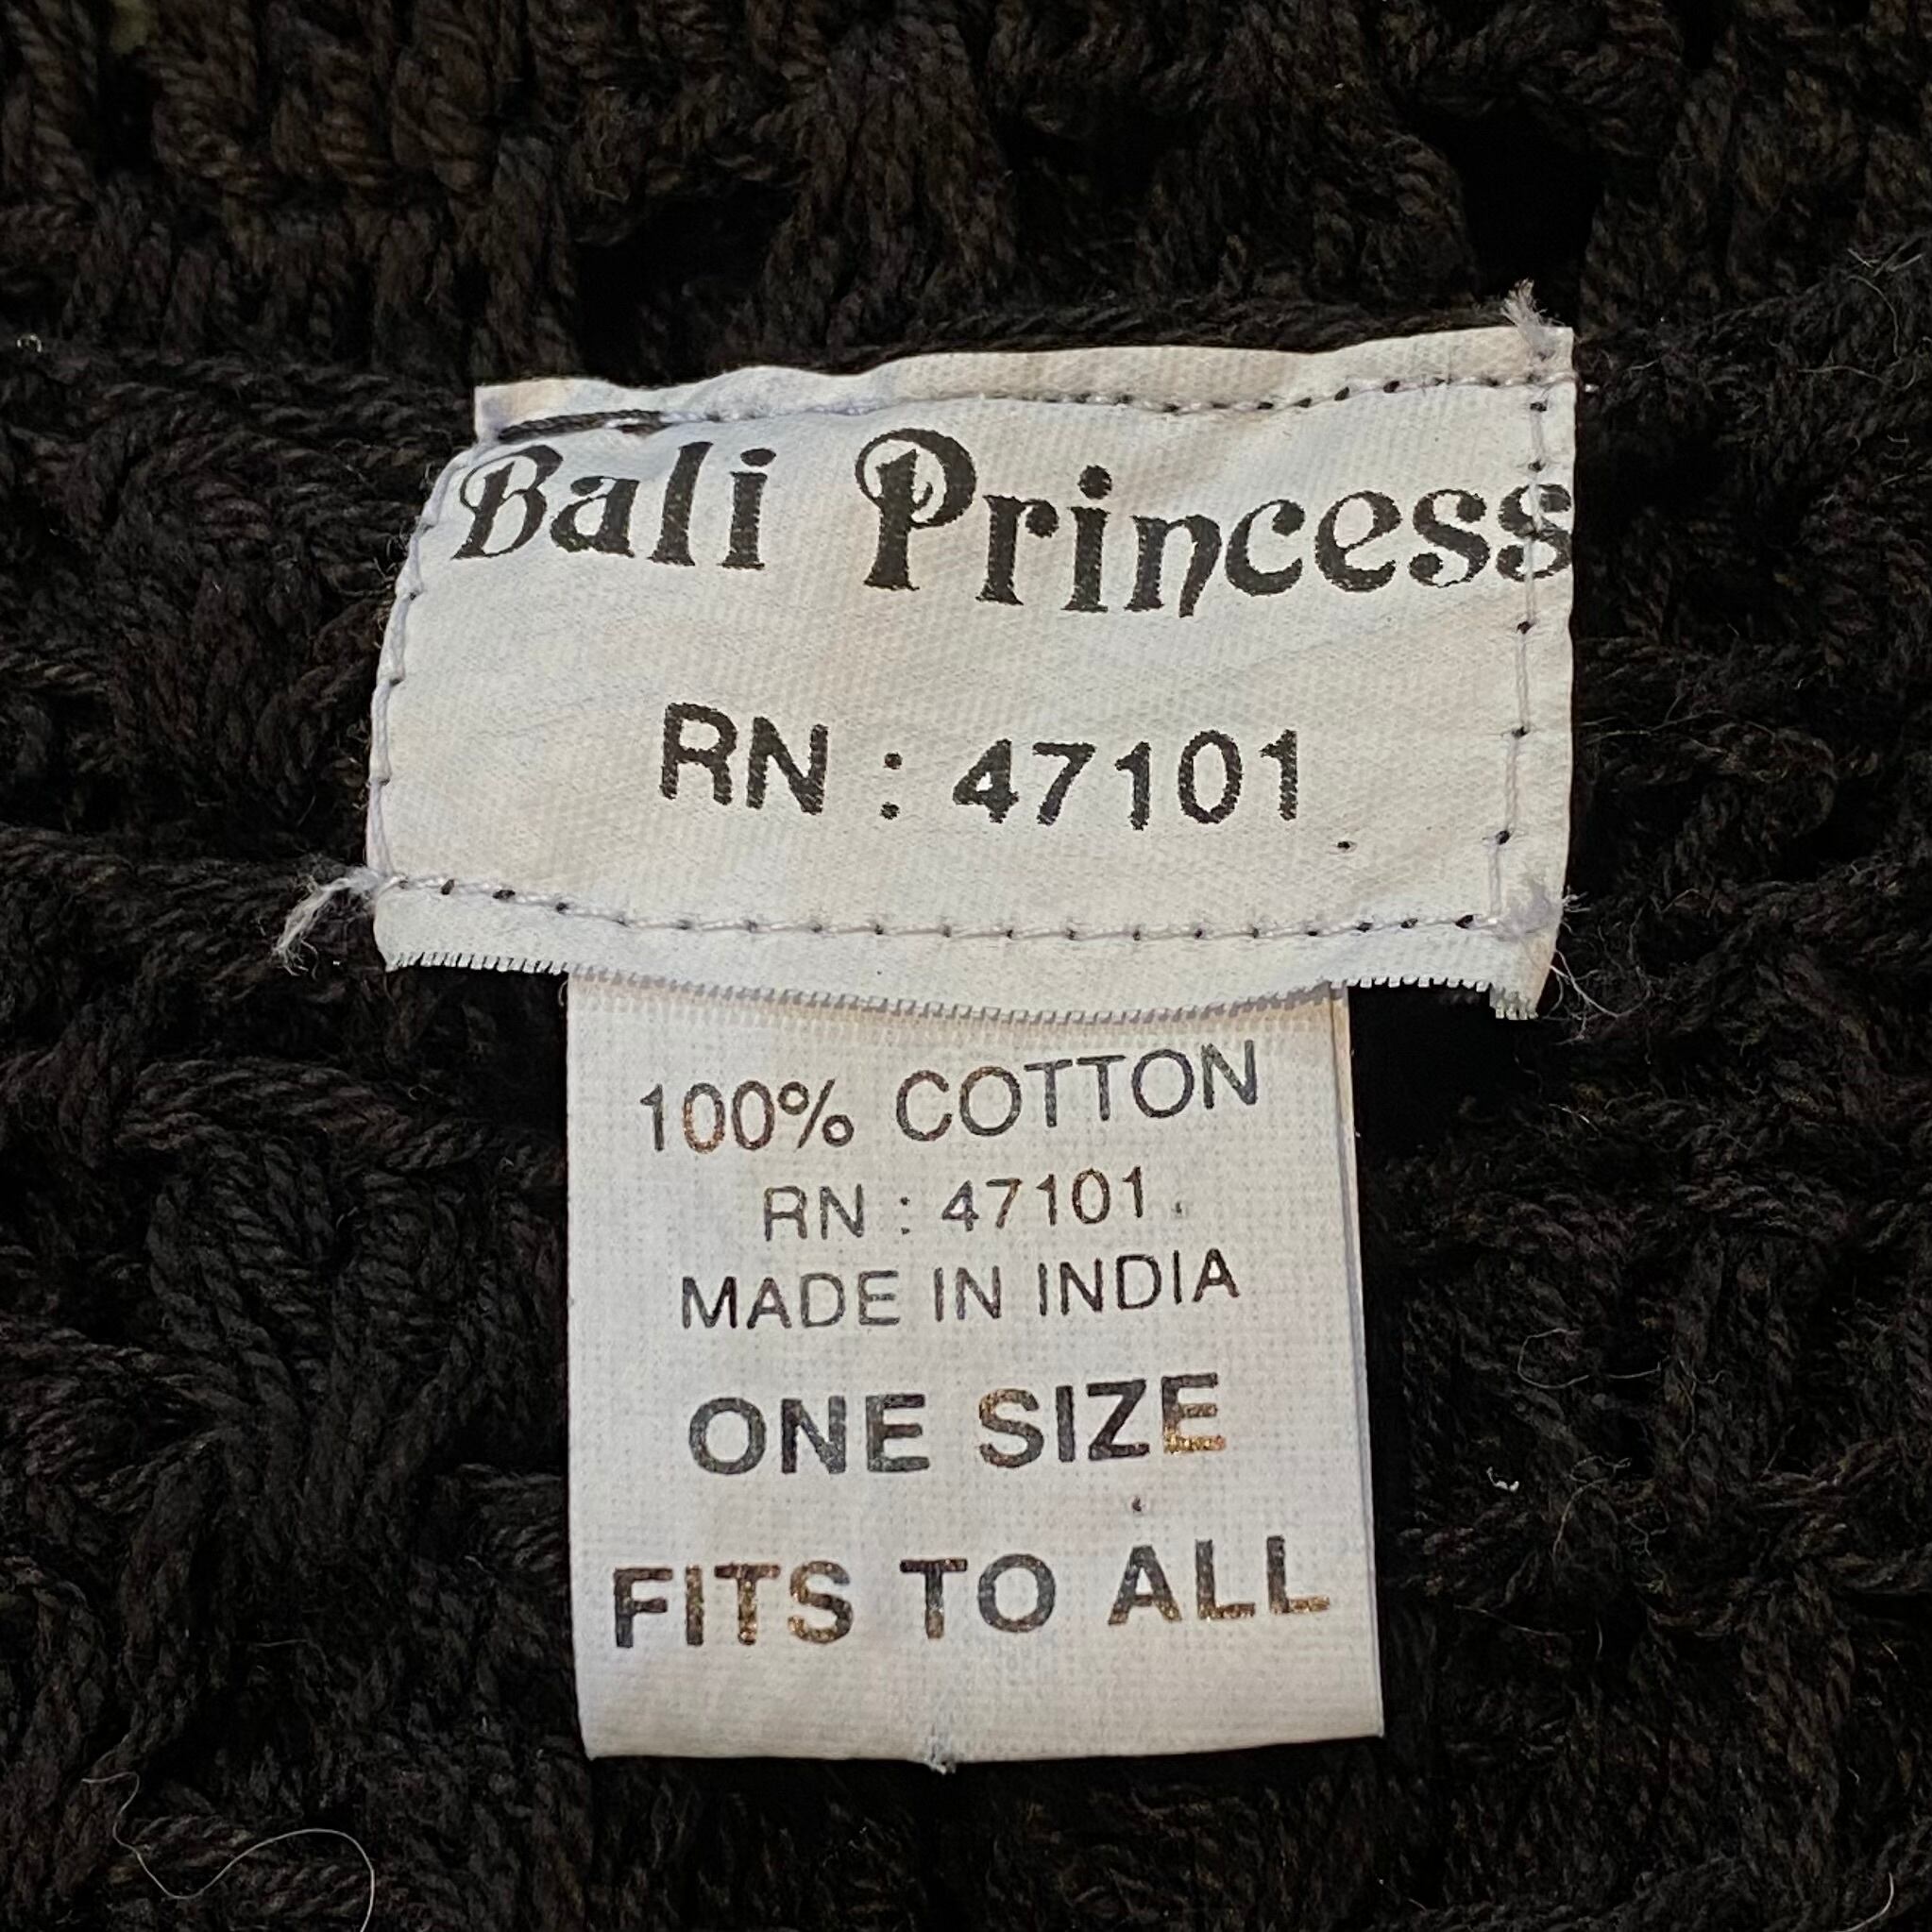 Bali Princess
RN : 47101
100% COTTON
RN : 47101
MADE IN INDIA
ONE SIZE
FITS TO ALL